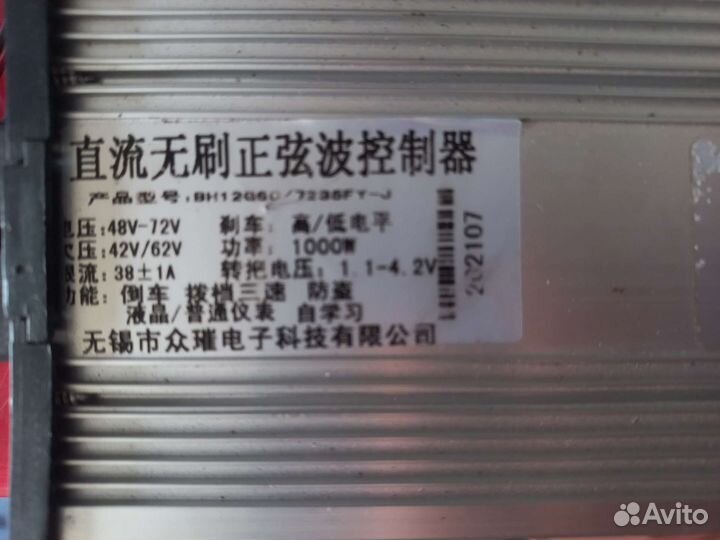 直流无刷正弦波控制器
产品型号:
电压:48V-72V 刹车: 高/低电平
欠压:42V/62V 功率: 1000W
限流:38±1A 转把电压: 1.1-4.2V
功能: 倒车 拨档三速 防盗
液晶/普通仪表 自学习
无锡市众璀电子科技有限公司
202107
Avito